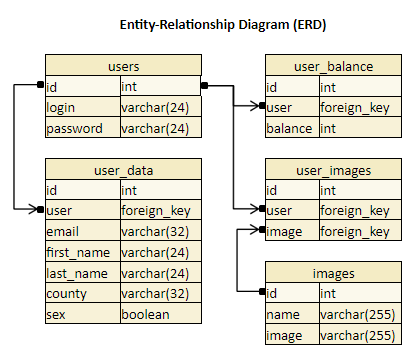 Entity-Relationship Diagram (ERD)
users
id int
login varchar(24)
password varchar(24)
user_balance
id int
user foreign_key
balance int
user_data
id int
user foreign_key
email varchar(32)
first_name varchar(24)
last_name varchar(24)
county varchar(32)
sex boolean
user_images
id int
user foreign_key
image foreign_key
images
id int
name varchar(255)
image varchar(255)